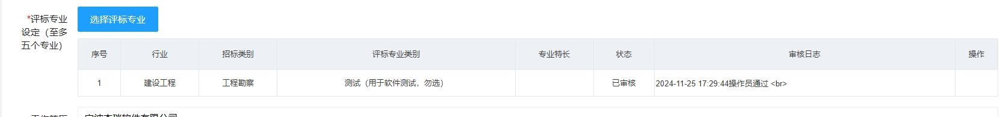 *评标专业
设定（至多
五个专业）
选择评标专业
序号 行业 招标类别 评标专业类别 专业特长 状态 审核日志 操作
1 建设工程 工程勘察 测试（用于软件测试，勿选） 已审核 2024-11-25 17:29:44操作员通过 <br>